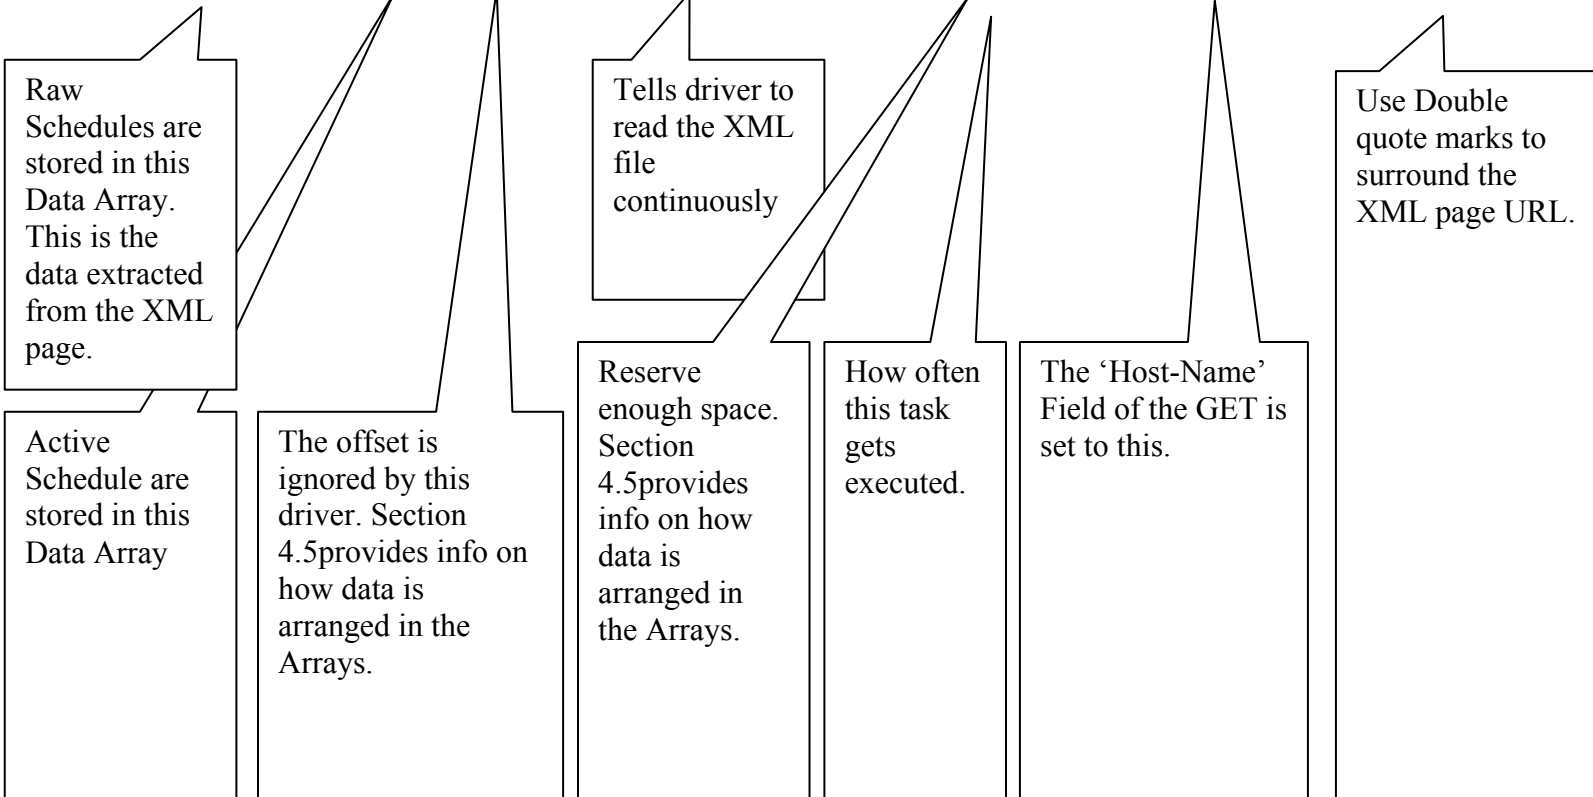 Raw
Schedules are
stored in this
Data Array.
This is the
data extracted
from the XML
page.
Tells driver to
read the XML
file
continuously
Use Double
quote marks to
surround the
XML page URL.
Active
Schedule are
stored in this
Data Array
The offset is
ignored by this
driver. Section
4.5provides info on
how data is
arranged in the
Arrays.
Reserve
enough space.
Section
4.5provides
info on how
data is
arranged in
the Arrays.
How often
this task
gets
executed.
The ‘Host-Name’
Field of the GET is
set to this.